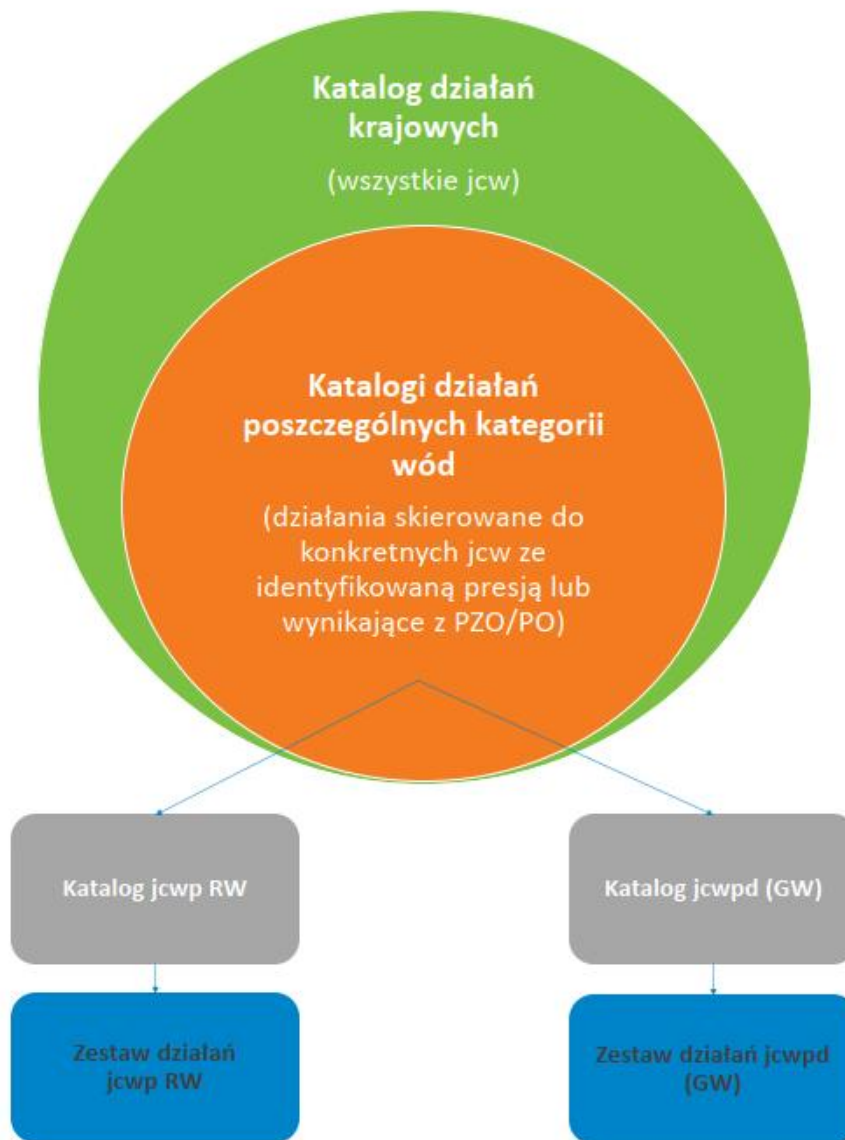 Katalog działań
krajowych
(wszystkie jcw)
Katalogi działań
poszczególnych kategorii
wód
(działania skierowane do
konkretnych jcw ze
identyfikowaną presją lub
wynikające z PZO/PO)
Katalog jcwp RW
Katalog jcwpd (GW)
Zestaw działań
jcwp RW
Zestaw działań jcwpd
(GW)